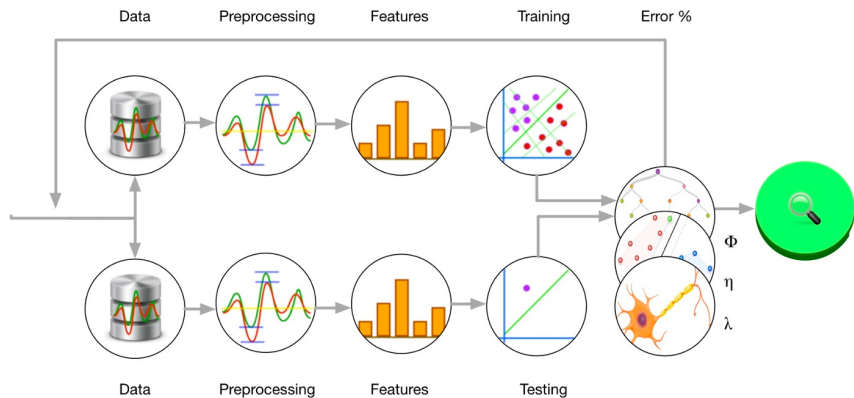 Data Preprocessing Features Training Error %
Φ
η
λ
Data Preprocessing Features Testing